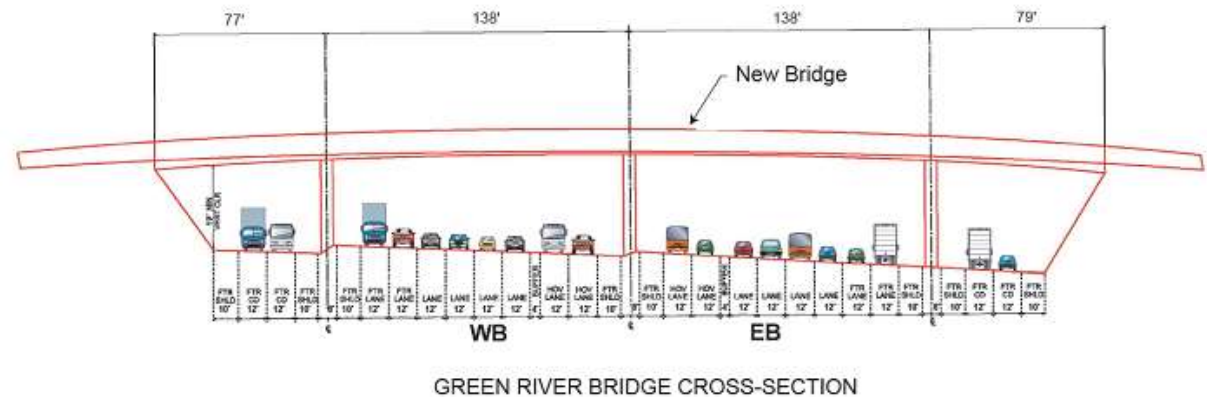 77'
138'
138'
79'
New Bridge
FTR
SHLD
10'
FTR
CD
12'
FTR
CD
12'
FTR
SHLD
10'
FTR
SHLD
10'
FTR
LANE
12'
FTR
LANE
12'
LANE
12'
LANE
12'
LANE
12'
LANE
12'
BUFFER
4'
HOV
LANE
12'
HOV
LANE
12'
FTR
SHLD
10'
FTR
SHLD
10'
HOV
LANE
12'
HOV
LANE
12'
BUFFER
4'
LANE
12'
LANE
12'
LANE
12'
LANE
12'
FTR
LANE
12'
FTR
LANE
12'
FTR
SHLD
10'
FTR
SHLD
10'
FTR
CD
12'
FTR
CD
12'
FTR
SHLD
10'
WB
EB
GREEN RIVER BRIDGE CROSS-SECTION